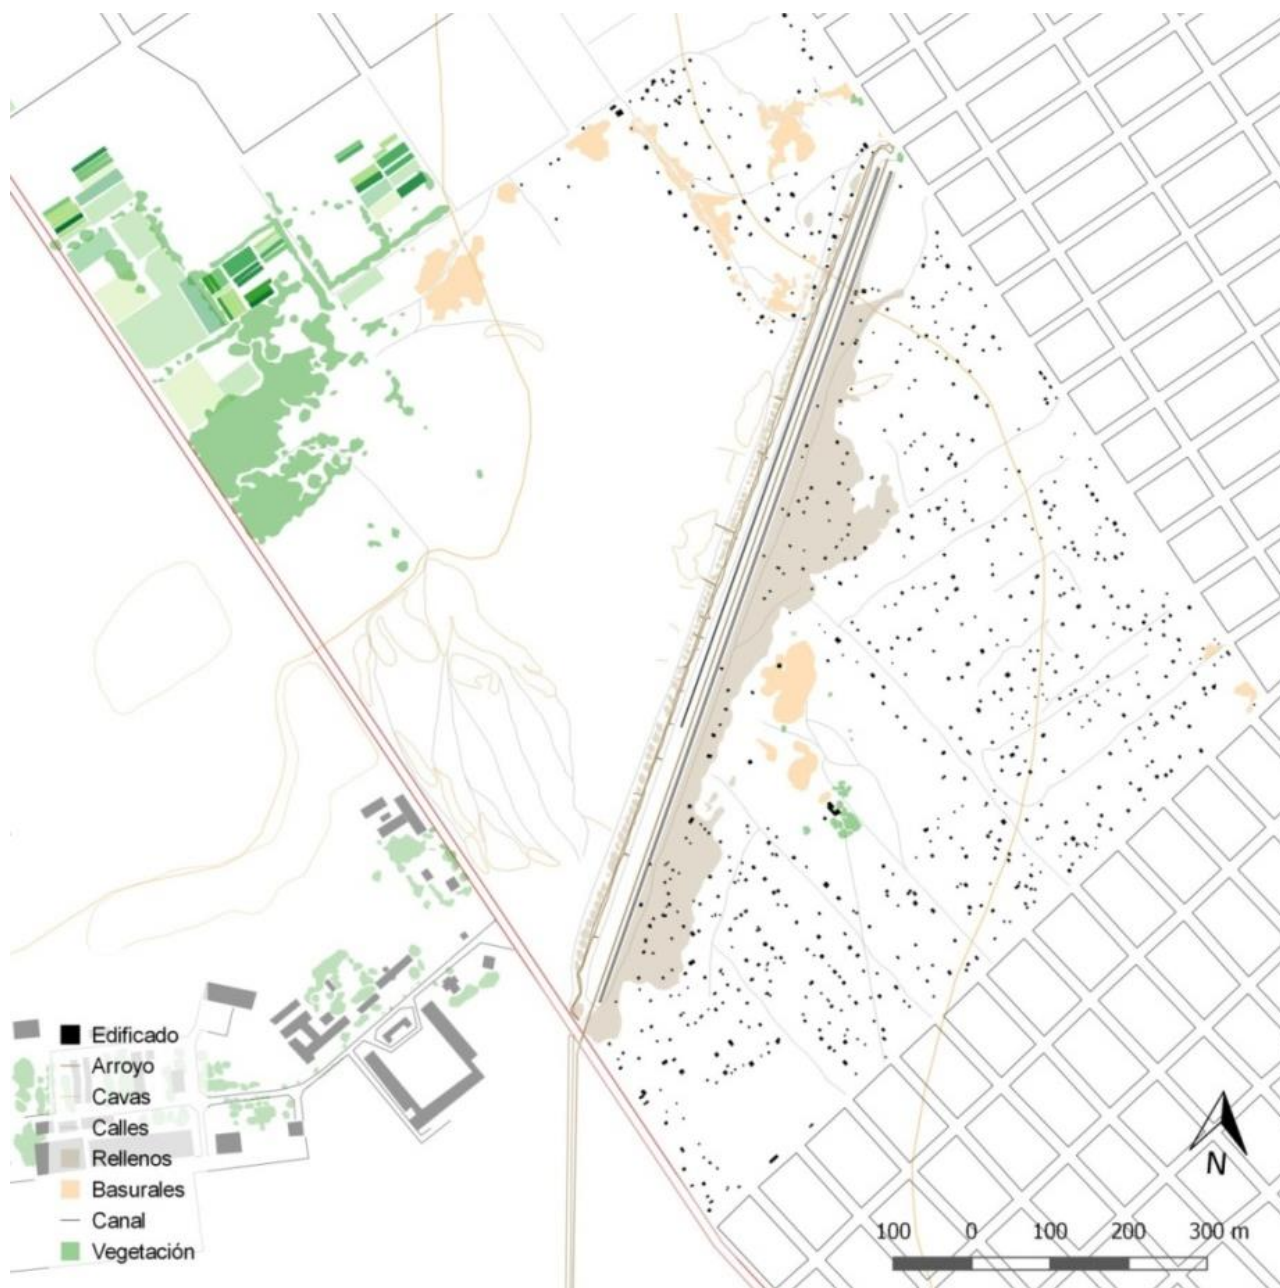 Edificado
Arroyo
Cavas
Calles
Rellenos
Basurales
Canal
Vegetación
N
100 0 100 200 300 m